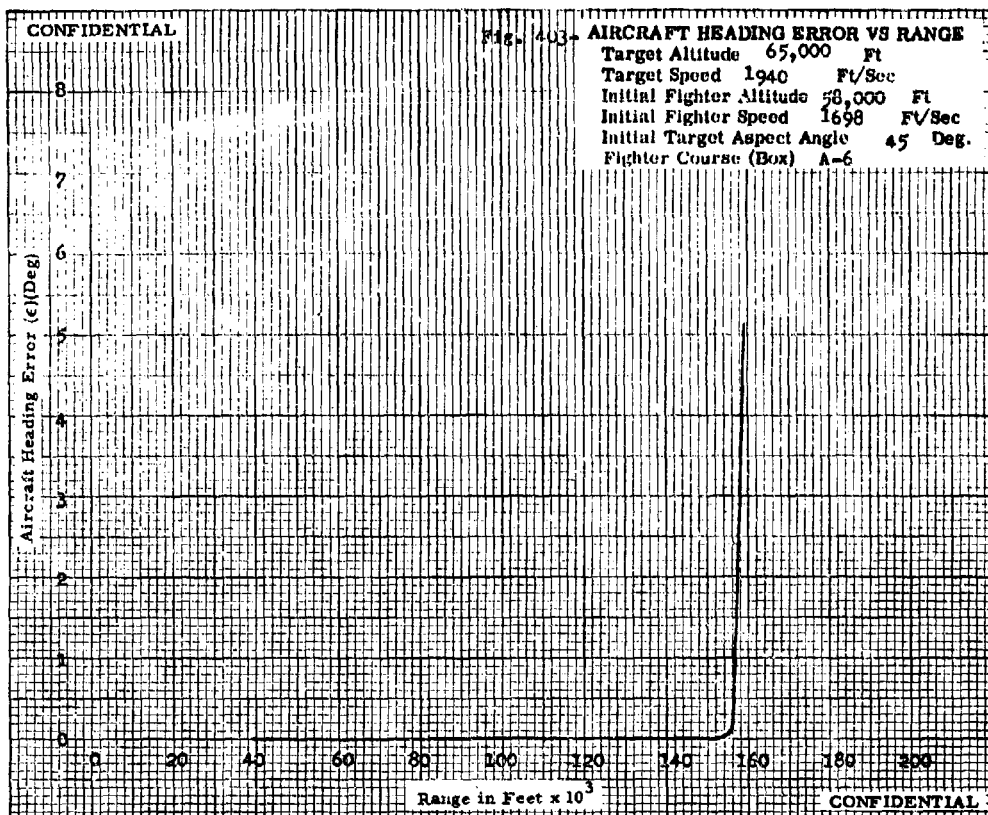 CONFIDENTIAL
Fig. 403- AIRCRAFT HEADING ERROR VS RANGE
Target Altitude 65,000 Ft
Target Speed 1940 Ft/Sec
Initial Fighter Altitude 58,000 Ft
Initial Fighter Speed 1698 Ft/Sec
Initial Target Aspect Angle 45 Deg.
Fighter Course (Box) A-6
Aircraft Heading Error (ϵ)(Deg)
8
7
6
5
4
3
2
1
0
0 20 40 60 80 100 120 140 160 180 200
Range in Feet x 10³
CONFIDENTIAL